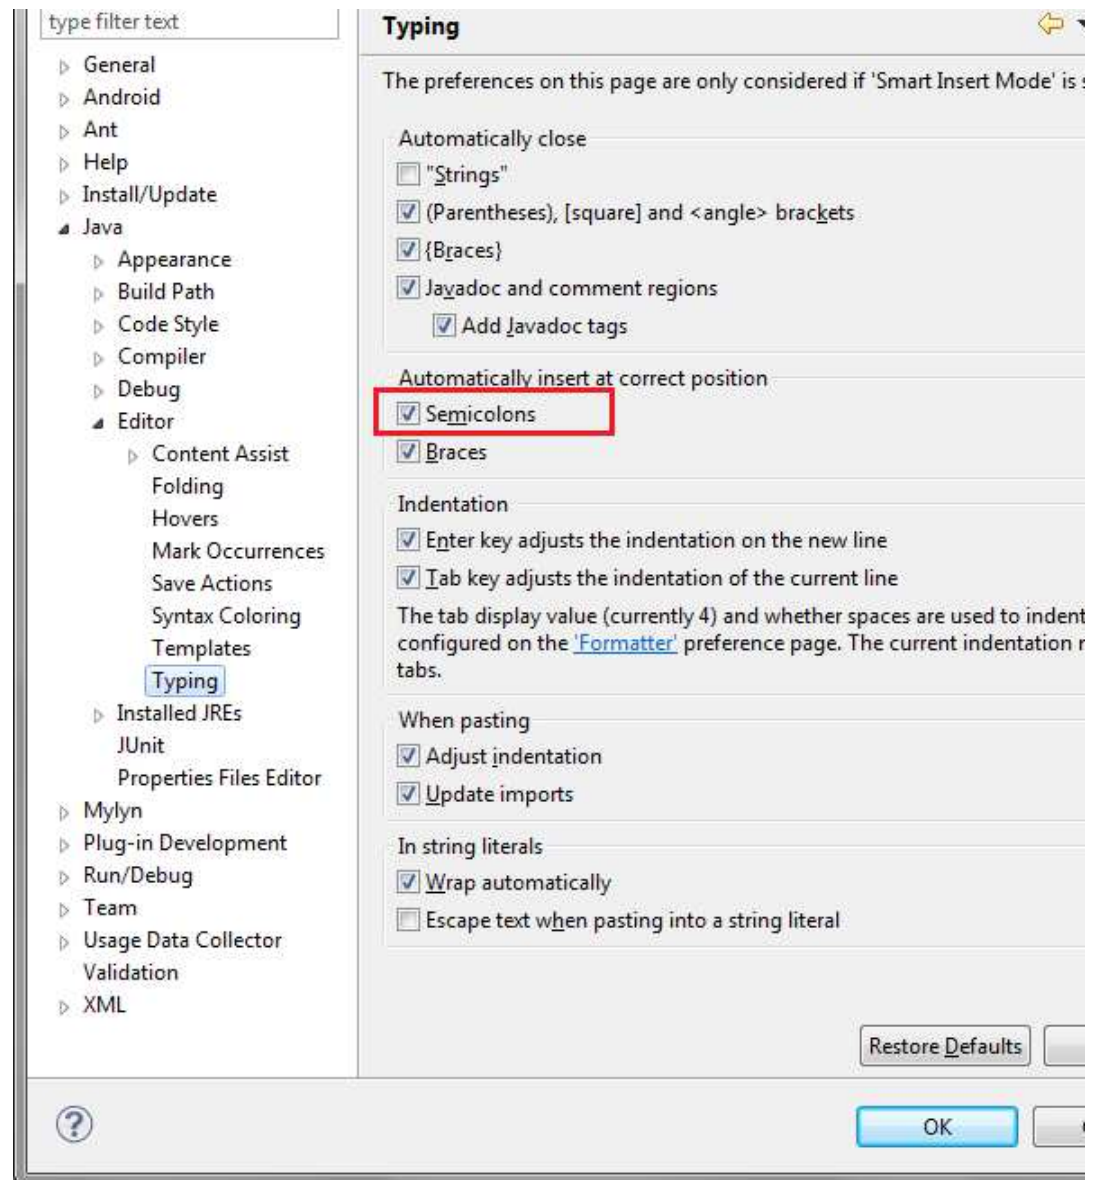 type filter text
General
Android
Ant
Help
Install/Update
Java
Appearance
Build Path
Code Style
Compiler
Debug
Editor
Content Assist
Folding
Hovers
Mark Occurrences
Save Actions
Syntax Coloring
Templates
Typing
Installed JREs
JUnit
Properties Files Editor
Mylyn
Plug-in Development
Run/Debug
Team
Usage Data Collector
Validation
XML
Typing
The preferences on this page are only considered if 'Smart Insert Mode' is
Automatically close
"Strings"
(Parentheses), [square] and <angle> brackets
{Braces}
Javadoc and comment regions
Add Javadoc tags
Automatically insert at correct position
Semicolons
Braces
Indentation
Enter key adjusts the indentation on the new line
Tab key adjusts the indentation of the current line
The tab display value (currently 4) and whether spaces are used to indent
configured on the 'Formatter' preference page. The current indentation
tabs.
When pasting
Adjust indentation
Update imports
In string literals
Wrap automatically
Escape text when pasting into a string literal
Restore Defaults
OK